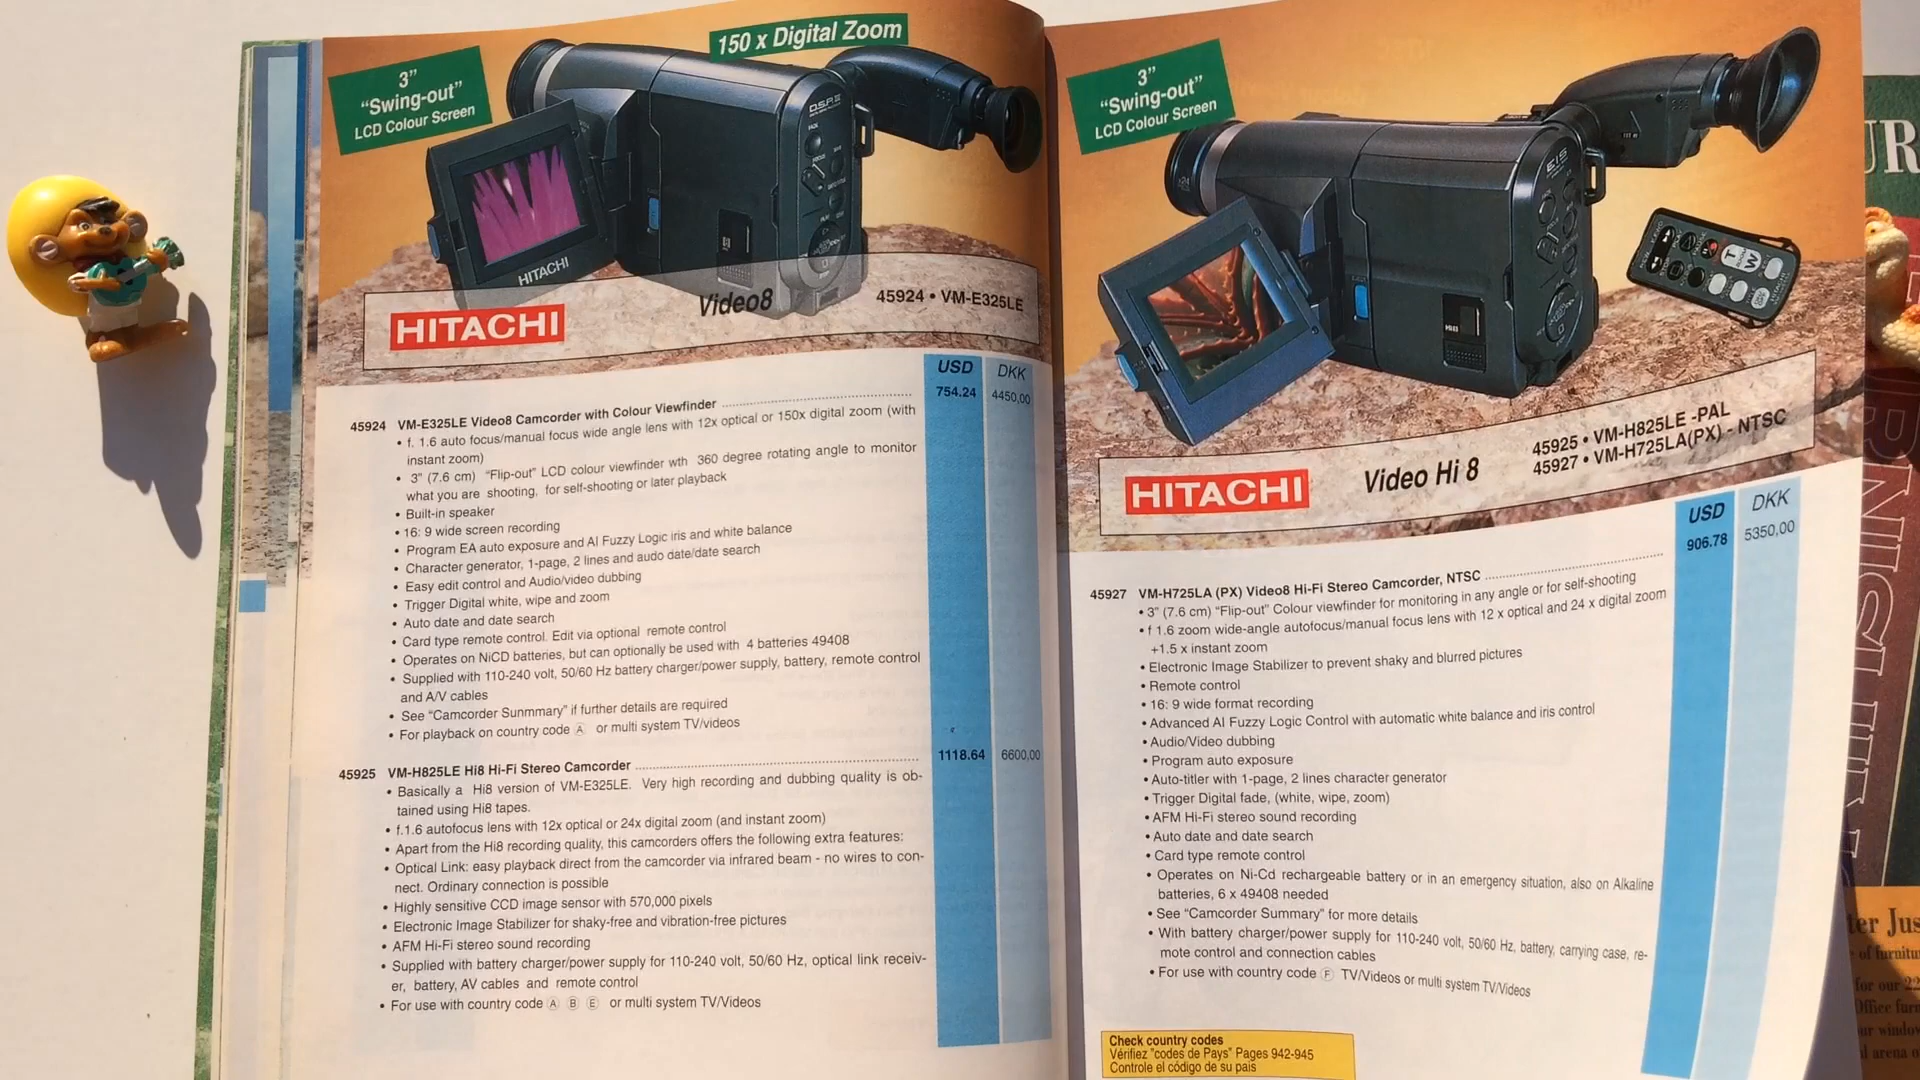 3”
“Swing-out”
LCD Colour Screen
150 x Digital Zoom
D.S.P.
HITACHI
HITACHI
Video8
45924 • VM-E325LE
USD
DKK
45924 VM-E325LE Video8 Camcorder with Colour Viewfinder
754.24
4450,00
• f. 1.6 auto focus/manual focus wide angle lens with 12x optical or 150x digital zoom (with
instant zoom)
• 3” (7.6 cm) “Flip-out” LCD colour viewfinder wth 360 degree rotating angle to monitor
what you are shooting, for self-shooting or later playback
• Built-in speaker
• 16: 9 wide screen recording
• Program EA auto exposure and AI Fuzzy Logic iris and white balance
• Character generator, 1-page, 2 lines and audo date/date search
• Easy edit control and Audio/video dubbing
• Trigger Digital white, wipe and zoom
• Auto date and date search
• Card type remote control. Edit via optional remote control
• Operates on NiCD batteries, but can optionally be used with 4 batteries 49408
• Supplied with 110-240 volt, 50/60 Hz battery charger/power supply, battery, remote control
and A/V cables
• See “Camcorder Sunmmary” if further details are required
• For playback on country code Ⓐ or multi system TV/videos
45925 VM-H825LE Hi8 Hi-Fi Stereo Camcorder
1118.64
6600,00
• Basically a Hi8 version of VM-E325LE. Very high recording and dubbing quality is ob-
tained using Hi8 tapes.
• f.1.6 autofocus lens with 12x optical or 24x digital zoom (and instant zoom)
• Apart from the Hi8 recording quality, this camcorders offers the following extra features:
• Optical Link: easy playback direct from the camcorder via infrared beam - no wires to con-
nect. Ordinary connection is possible
• Highly sensitive CCD image sensor with 570,000 pixels
• Electronic Image Stabilizer for shaky-free and vibration-free pictures
• AFM Hi-Fi stereo sound recording
• Supplied with battery charger/power supply for 110-240 volt, 50/60 Hz, optical link receiv-
er, battery, AV cables and remote control
• For use with country code Ⓐ Ⓑ Ⓔ or multi system TV/Videos
3”
“Swing-out”
LCD Colour Screen
EIS
T
W
HITACHI
Video Hi 8
45925 • VM-H825LE -PAL
45927 • VM-H725LA(PX) - NTSC
USD
DKK
45927 VM-H725LA (PX) Video8 Hi-Fi Stereo Camcorder, NTSC
906.78
5350,00
• 3” (7.6 cm) “Flip-out” Colour viewfinder for monitoring in any angle or for self-shooting
• f 1.6 zoom wide-angle autofocus/manual focus lens with 12 x optical and 24 x digital zoom
+1.5 x instant zoom
• Electronic Image Stabilizer to prevent shaky and blurred pictures
• Remote control
• 16: 9 wide format recording
• Advanced AI Fuzzy Logic Control with automatic white balance and iris control
• Audio/Video dubbing
• Program auto exposure
• Auto-titler with 1-page, 2 lines character generator
• Trigger Digital fade, (white, wipe, zoom)
• AFM Hi-Fi stereo sound recording
• Auto date and date search
• Card type remote control
• Operates on Ni-Cd rechargeable battery or in an emergency situation, also on Alkaline
batteries, 6 x 49408 needed
• See “Camcorder Summary” for more details
• With battery charger/power supply for 110-240 volt, 50/60 Hz, battery, carrying case, re-
mote control and connection cables
• For use with country code Ⓕ TV/Videos or multi system TV/Videos
Check country codes
Vérifiez "codes de Pays" Pages 942-945
Controle el código de su pais
UR
ter Jus
of furnitu
for our 22
Office furn
ur window
al arena o